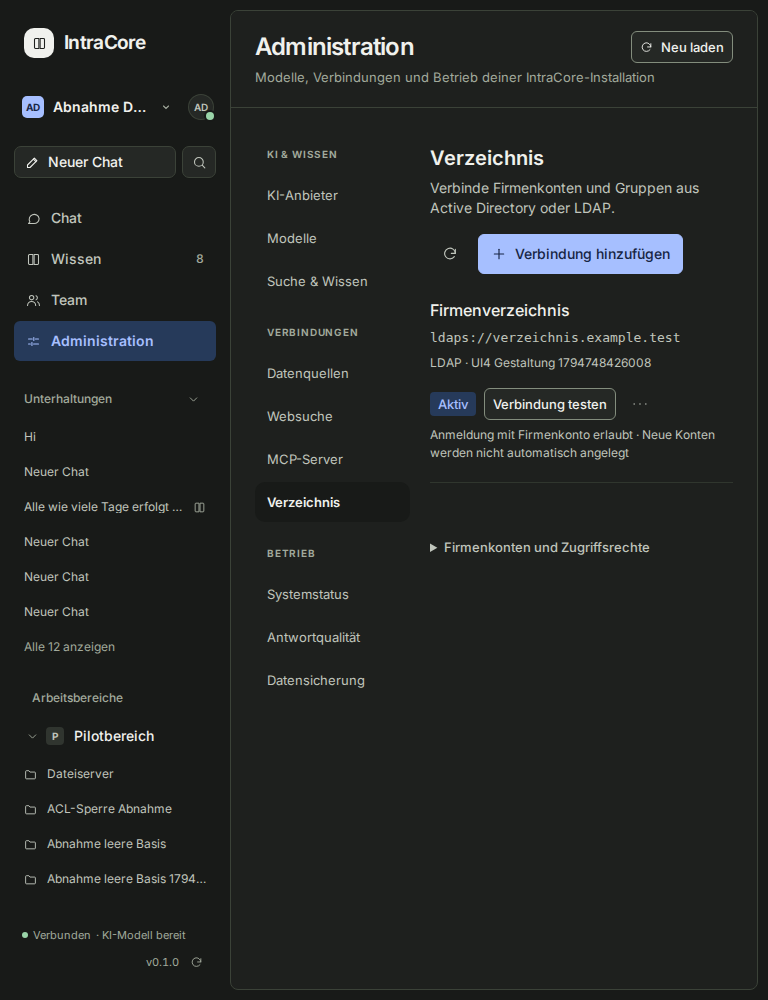 IntraCore
AD Abnahme D... AD
Neuer Chat
Chat
Wissen 8
Team
Administration
Unterhaltungen
Hi
Neuer Chat
Alle wie viele Tage erfolgt ...
Neuer Chat
Neuer Chat
Neuer Chat
Alle 12 anzeigen
Arbeitsbereiche
P Pilotbereich
Dateiserver
ACL-Sperre Abnahme
Abnahme leere Basis
Abnahme leere Basis 1794...
Verbunden · KI-Modell bereit
v0.1.0
Administration
Neu laden
Modelle, Verbindungen und Betrieb deiner IntraCore-Installation
KI & WISSEN
KI-Anbieter
Modelle
Suche & Wissen
VERBINDUNGEN
Datenquellen
Websuche
MCP-Server
Verzeichnis
BETRIEB
Systemstatus
Antwortqualität
Datensicherung
Verzeichnis
Verbinde Firmenkonten und Gruppen aus
Active Directory oder LDAP.
Verbindung hinzufügen
Firmenverzeichnis
ldaps://verzeichnis.example.test
LDAP · UI4 Gestaltung 1794748426008
Aktiv Verbindung testen ···
Anmeldung mit Firmenkonto erlaubt · Neue Konten
werden nicht automatisch angelegt
Firmenkonten und Zugriffsrechte